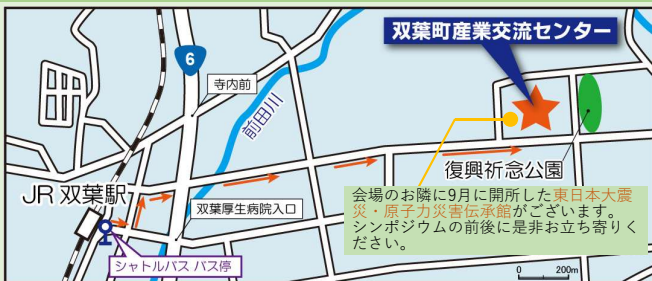 双葉町産業交流センター
6
寺内前
前田川
復興祈念公園
JR 双葉駅
双葉厚生病院入口
会場のお隣に9月に開所した東日本大震
災・原子力災害伝承館がございます。
シンポジウムの前後に是非お立ち寄りく
ださい。
シャトルバス バス停
0 200m